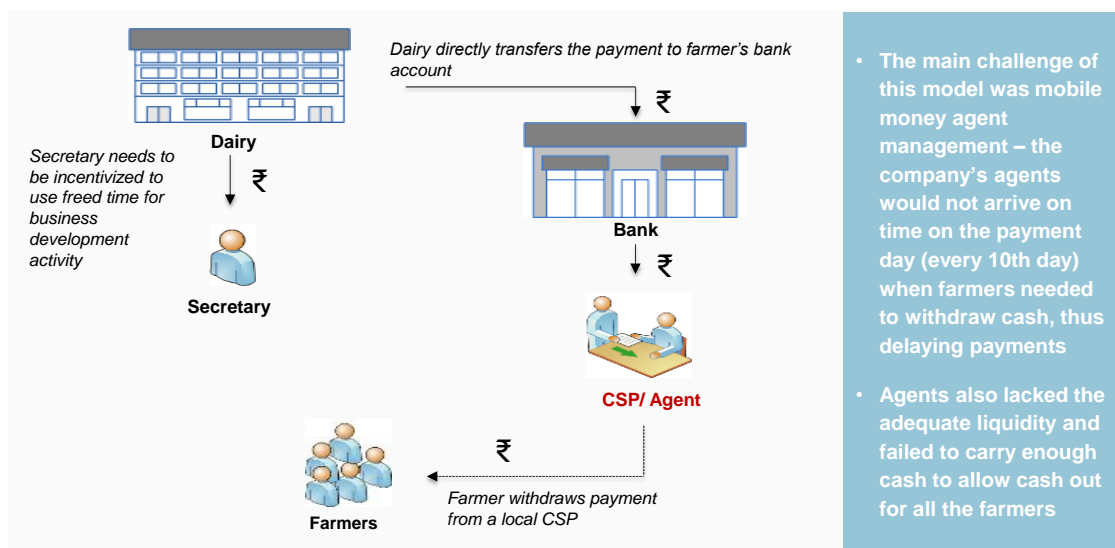 Dairy directly transfers the payment to farmer's bank
account
₹
Dairy
Secretary needs to
be incentivized to
use freed time for
business
development
activity
₹
Secretary
Bank
₹
CSP/ Agent
₹
Farmer withdraws payment
from a local CSP
Farmers
• The main challenge of
this model was mobile
money agent
management – the
company's agents
would not arrive on
time on the payment
day (every 10th day)
when farmers needed
to withdraw cash, thus
delaying payments
• Agents also lacked the
adequate liquidity and
failed to carry enough
cash to allow cash out
for all the farmers